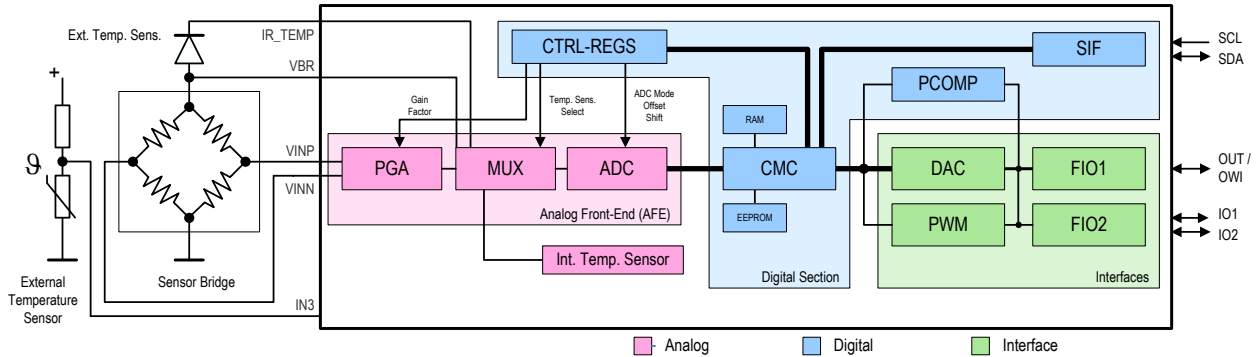 Ext. Temp. Sens.
IR_TEMP
VBR
CTRL-REGS
SIF
SCL
SDA
PCOMP
+
Gain
Factor
Temp. Sens.
Select
ADC Mode
Offset
Shift
RAM
ϑ
VINP
VINN
PGA
MUX
ADC
CMC
DAC
FIO1
OUT /
OWI
Analog Front-End (AFE)
EEPROM
PWM
FIO2
IO1
IO2
Int. Temp. Sensor
External
Temperature
Sensor
Sensor Bridge
IN3
Digital Section
Interfaces
Analog
Digital
Interface